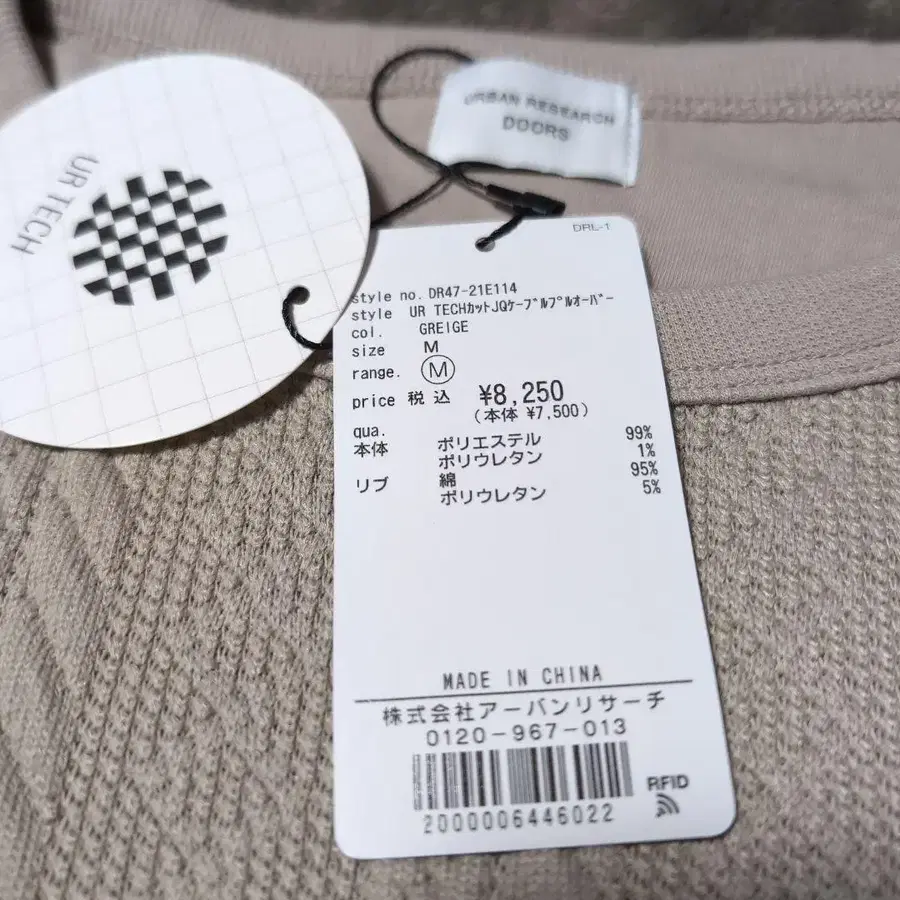 UR TECH
URBAN RESEARCH
DOORS
DRL-1
style no. DR47-21E114
style UR TECHカットJQケーブルプルオーバー
col. GREIGE
size M
range. M
price 税込 ¥8,250
(本体 ¥7,500)
qua.
本体 ポリエステル 99%
ポリウレタン 1%
リブ 綿 95%
ポリウレタン 5%
MADE IN CHINA
株式会社アーバンリサーチ
0120-967-013
RFID
2000006446022